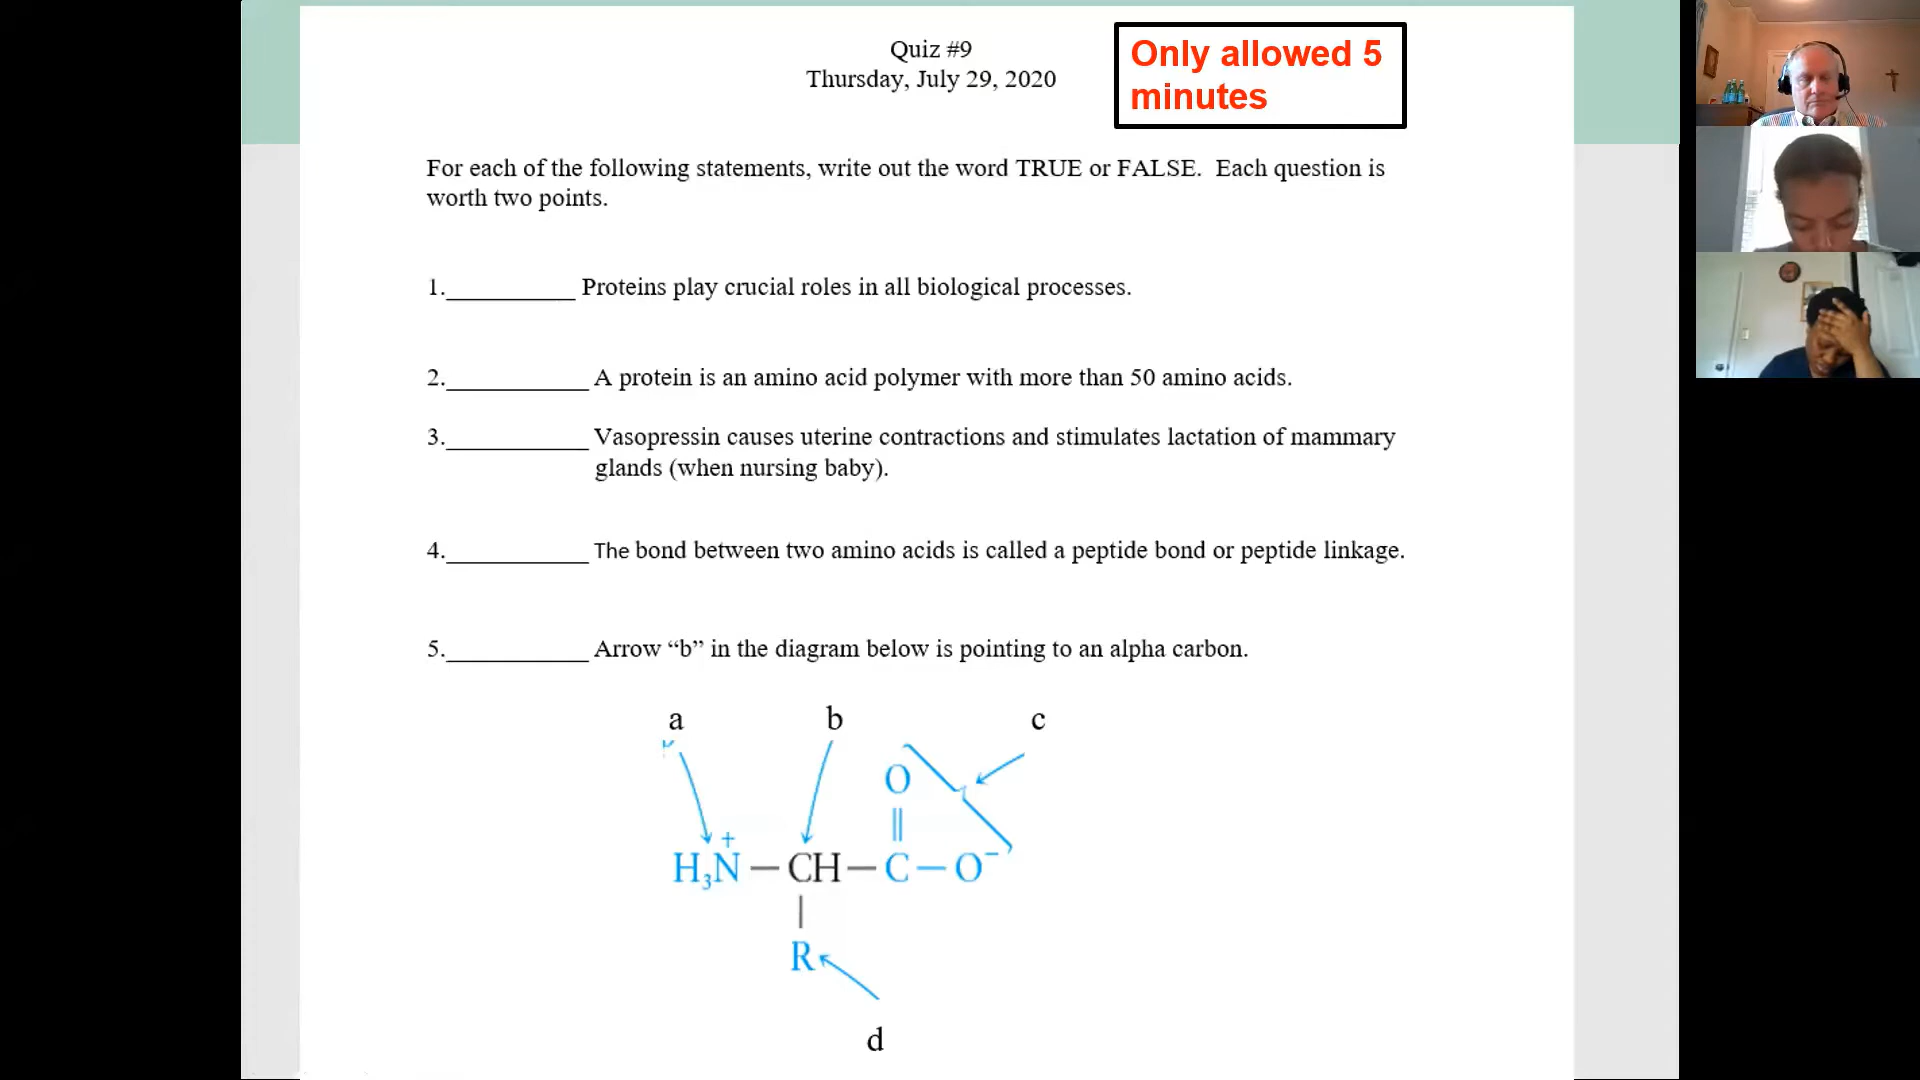 Quiz #9
Thursday, July 29, 2020
Only allowed 5
minutes
For each of the following statements, write out the word TRUE or FALSE. Each question is
worth two points.
1.__________ Proteins play crucial roles in all biological processes.
2.___________ A protein is an amino acid polymer with more than 50 amino acids.
3.___________ Vasopressin causes uterine contractions and stimulates lactation of mammary
glands (when nursing baby).
4.___________ The bond between two amino acids is called a peptide bond or peptide linkage.
5.___________ Arrow “b” in the diagram below is pointing to an alpha carbon.
a b c
O
||
H₃N⁺ — CH — C — O⁻
|
R
d